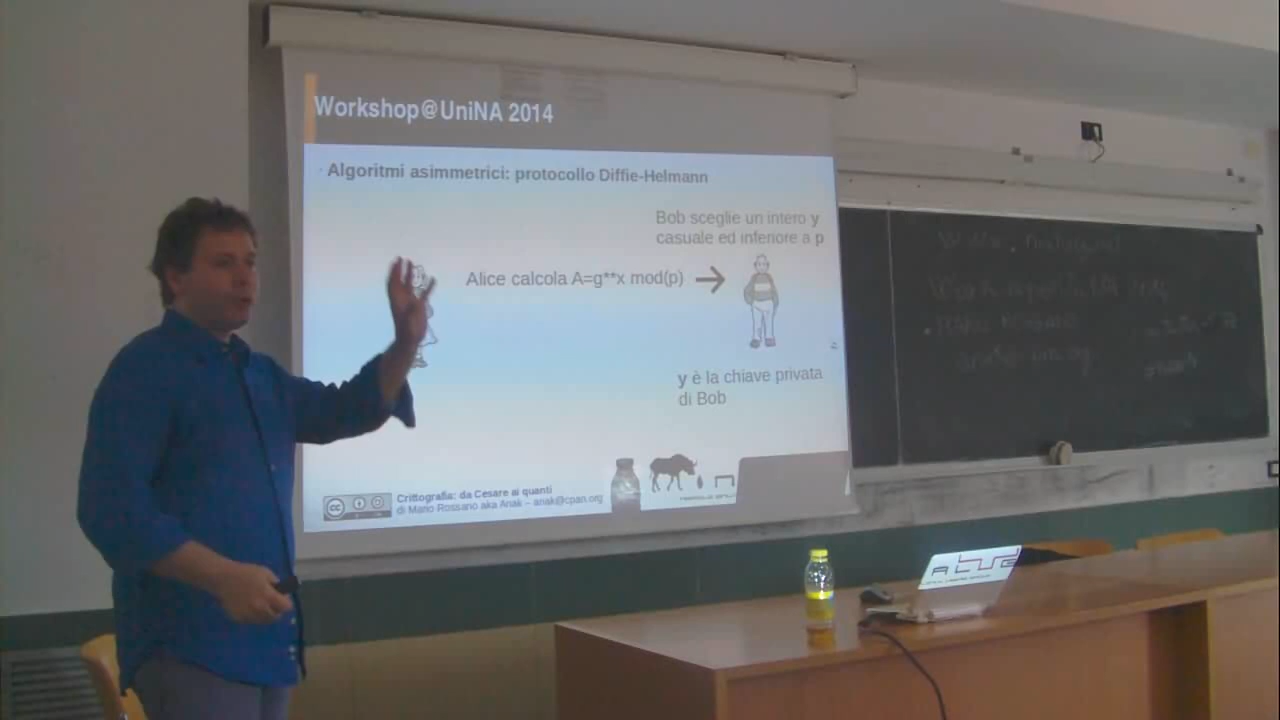 Workshop@UniNA 2014
Algoritmi asimmetrici: protocollo Diffie-Helmann
Bob sceglie un intero y
casuale ed inferiore a p
Alice calcola A=g**x mod(p)
y è la chiave privata
di Bob
Crittografia: da Cesare ai quanti
di Mario Rossano aka Anak – anak@cpan.org
cc